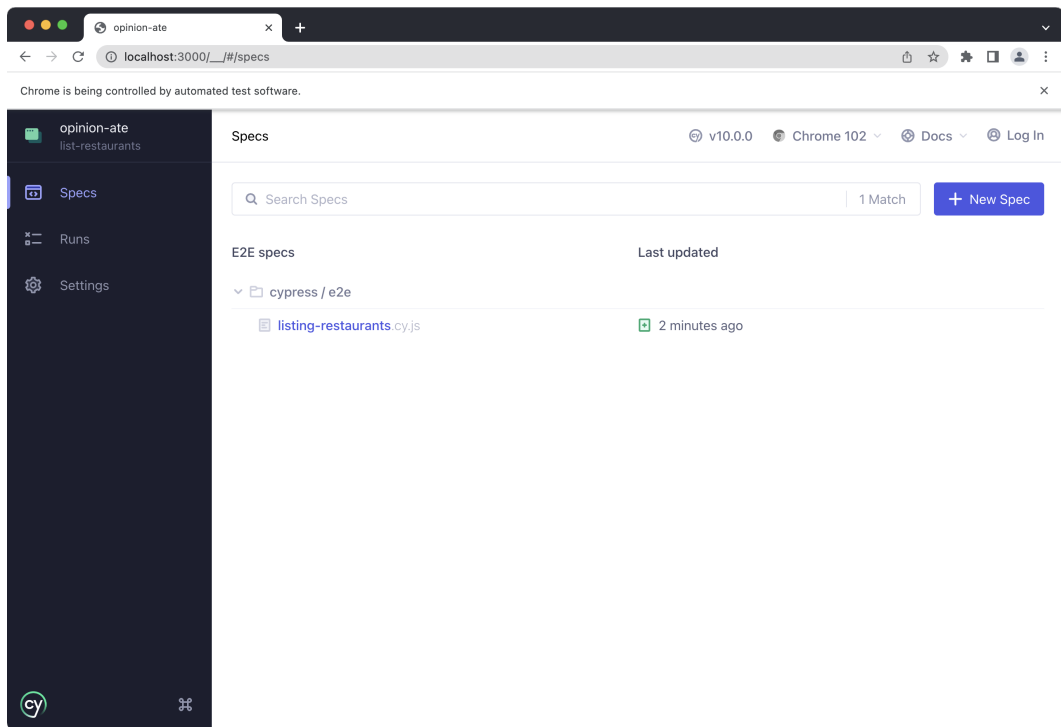 opinion-ate
localhost:3000/__/#/specs
Chrome is being controlled by automated test software.
opinion-ate
list-restaurants
Specs
Runs
Settings
cy
Specs
cy v10.0.0 Chrome 102 Docs Log In
Search Specs 1 Match + New Spec
E2E specs Last updated
cypress / e2e
listing-restaurants.cy.js 2 minutes ago